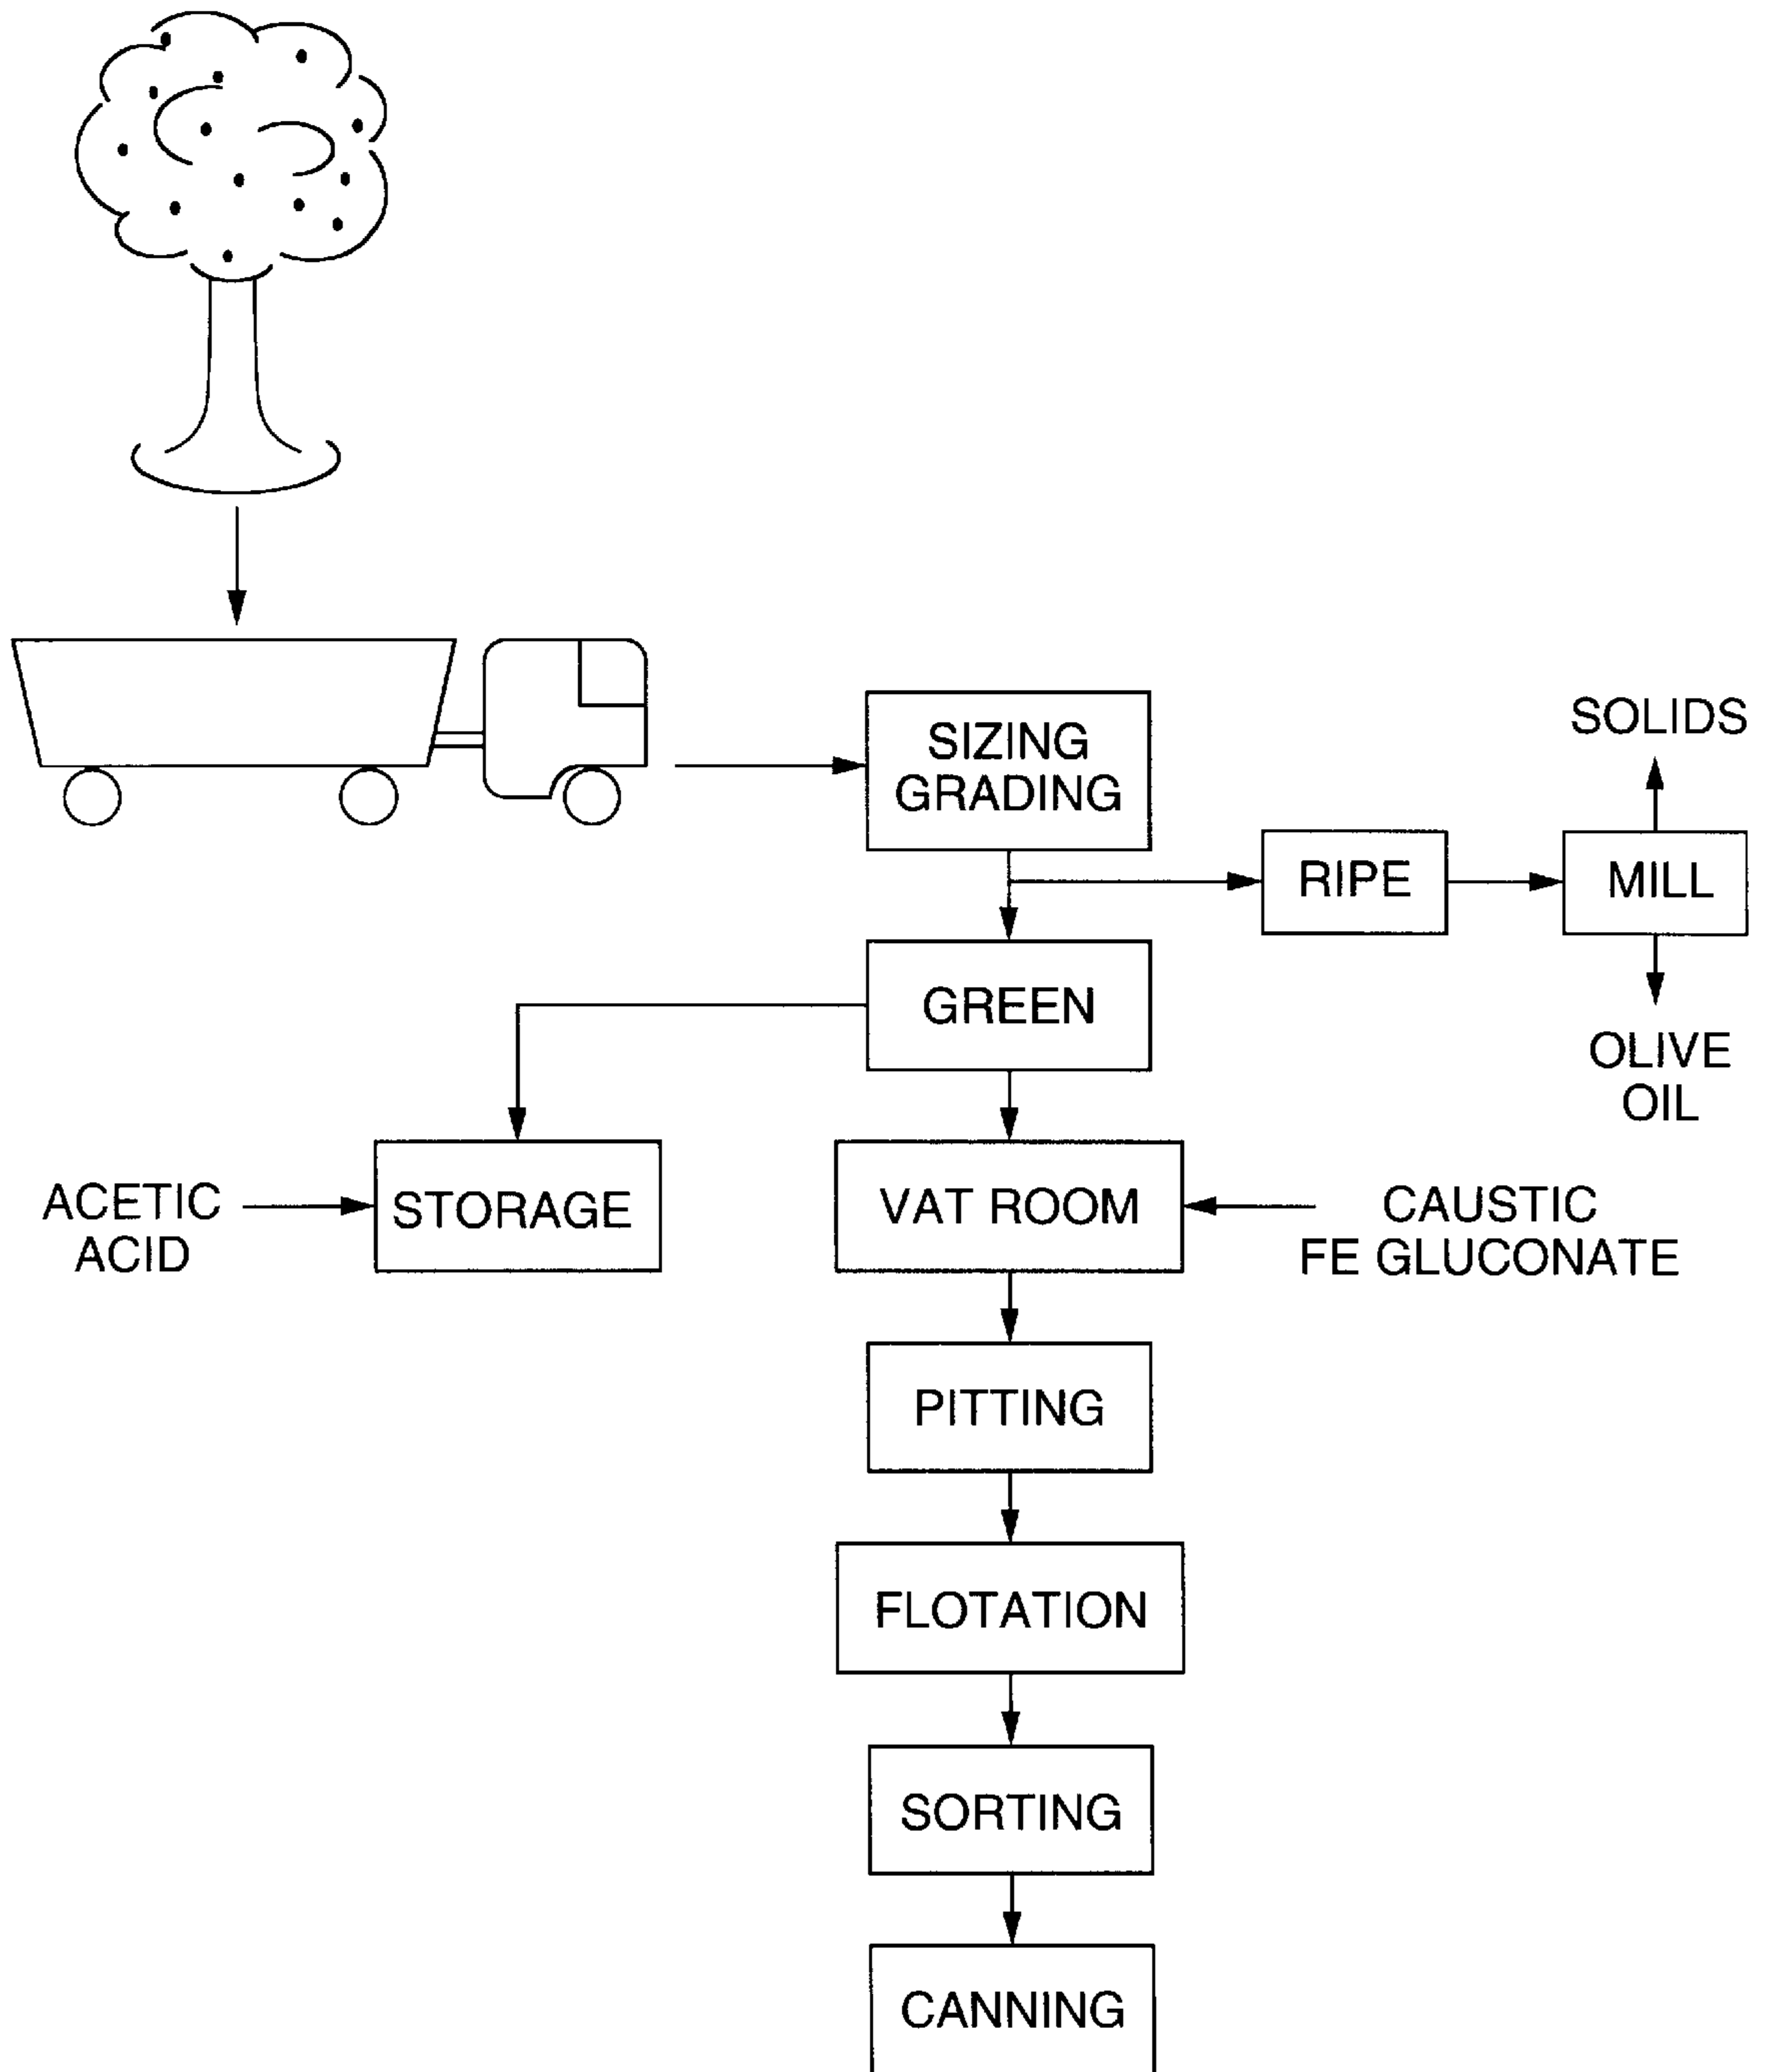 SIZING
GRADING
SOLIDS
RIPE
MILL
GREEN
OLIVE
OIL
ACETIC
ACID
STORAGE
VAT ROOM
CAUSTIC
FE GLUCONATE
PITTING
FLOTATION
SORTING
CANNING